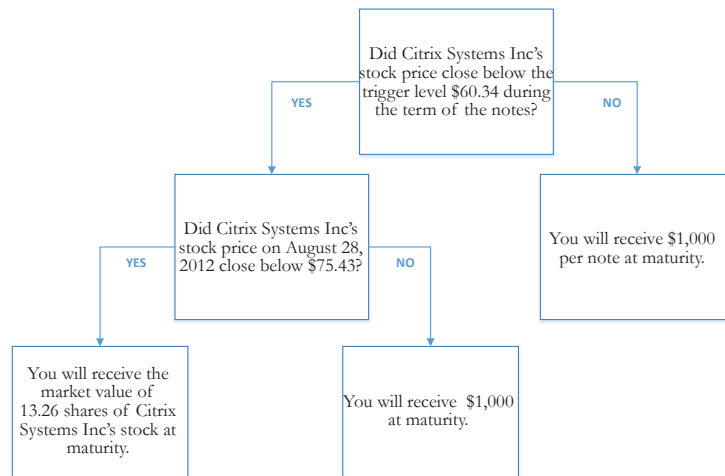 Did Citrix Systems Inc's
stock price close below the
trigger level $60.34 during
the term of the notes?
YES
NO
Did Citrix Systems Inc's
stock price on August 28,
2012 close below $75.43?
You will receive $1,000
per note at maturity.
YES
NO
You will receive the
market value of
13.26 shares of Citrix
Systems Inc's stock at
maturity.
You will receive $1,000
at maturity.